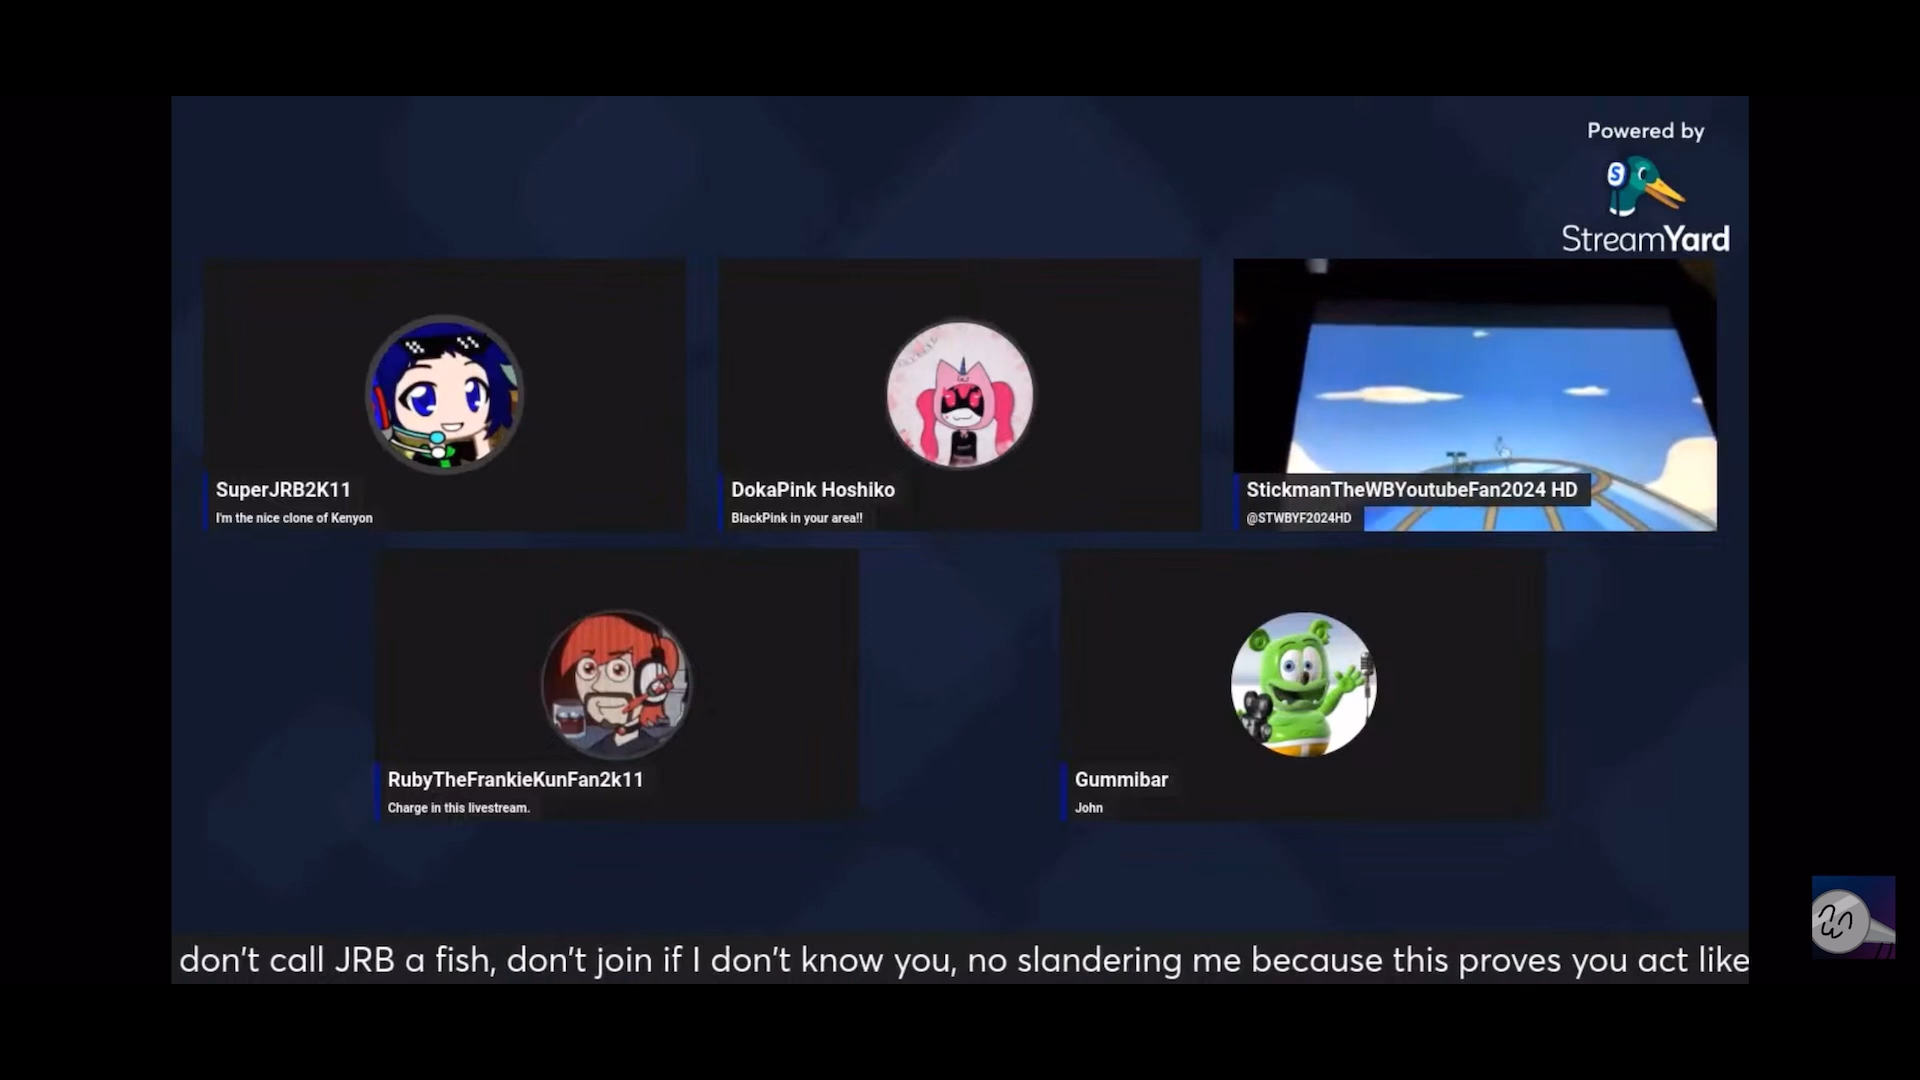 Powered by
S
StreamYard
SuperJRB2K11
I'm the nice clone of Kenyon
DokaPink Hoshiko
BlackPink in your area!!
StickmanTheWBYoutubeFan2024 HD
@STWBYF2024HD
RubyTheFrankieKunFan2k11
Charge in this livestream.
Gummibar
John
don't call JRB a fish, don't join if I don't know you, no slandering me because this proves you act like